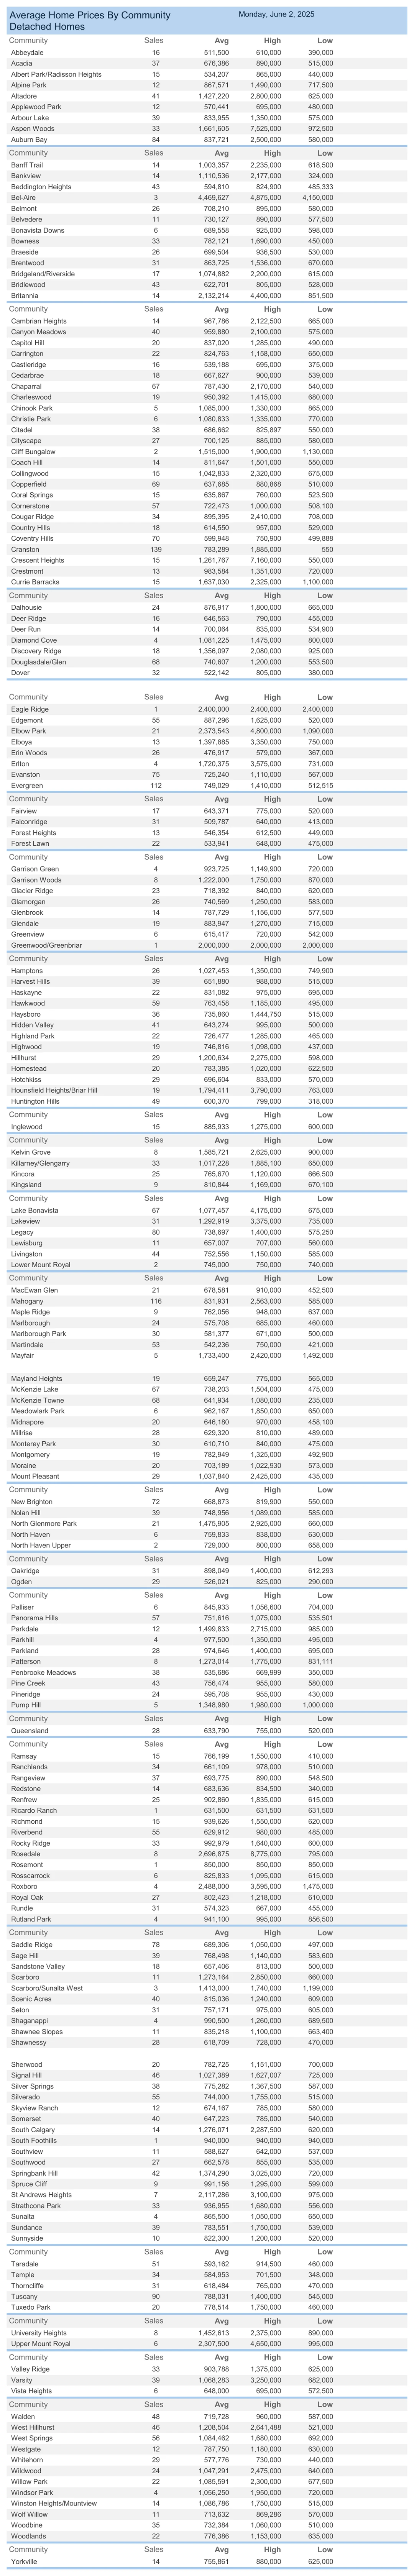 Average Home Prices By Community Monday, June 2, 2025
Detached Homes
Community Sales Avg High Low
Abbeydale 16 511,500 610,000 390,000
Acadia 37 676,386 890,000 515,000
Albert Park/Radisson Heights 15 534,207 865,000 440,000
Alpine Park 12 867,571 1,490,000 717,500
Altadore 41 1,427,220 2,800,000 625,000
Applewood Park 12 570,441 695,000 480,000
Arbour Lake 39 833,955 1,350,000 575,000
Aspen Woods 33 1,661,605 7,525,000 972,500
Auburn Bay 84 837,721 2,500,000 580,000
Community Sales Avg High Low
Banff Trail 14 1,003,357 2,235,000 618,500
Bankview 14 1,110,536 2,177,000 324,000
Beddington Heights 43 594,810 824,900 485,333
Bel-Aire 3 4,469,627 4,875,000 4,150,000
Belmont 26 708,210 895,000 580,000
Belvedere 11 730,127 890,000 577,500
Bonavista Downs 6 689,558 925,000 598,000
Bowness 33 782,121 1,690,000 450,000
Braeside 26 699,504 936,500 530,000
Brentwood 31 863,725 1,536,000 670,000
Bridgeland/Riverside 17 1,074,882 2,200,000 615,000
Bridlewood 43 622,701 805,000 528,000
Britannia 14 2,132,214 4,400,000 851,500
Community Sales Avg High Low
Cambrian Heights 14 967,786 2,122,500 665,000
Canyon Meadows 40 959,880 2,100,000 575,000
Capitol Hill 20 837,020 1,285,000 490,000
Carrington 22 824,763 1,158,000 650,000
Castleridge 16 539,188 695,000 375,000
Cedarbrae 18 667,627 900,000 539,000
Chaparral 67 787,430 2,170,000 540,000
Charleswood 19 950,392 1,415,000 680,000
Chinook Park 5 1,085,000 1,330,000 865,000
Christie Park 6 1,080,833 1,335,000 770,000
Citadel 38 686,662 825,897 550,000
Cityscape 27 700,125 885,000 580,000
Cliff Bungalow 2 1,515,000 1,900,000 1,130,000
Coach Hill 14 811,647 1,501,000 550,000
Collingwood 15 1,042,833 2,320,000 675,000
Copperfield 69 637,685 880,868 510,000
Coral Springs 15 635,867 760,000 523,500
Cornerstone 57 722,473 1,000,000 508,100
Cougar Ridge 34 895,395 2,410,000 708,000
Country Hills 18 614,550 957,000 529,000
Coventry Hills 70 599,948 750,900 499,888
Cranston 139 783,289 1,885,000 550
Crescent Heights 15 1,261,767 7,160,000 550,000
Crestmont 13 983,584 1,351,000 720,000
Currie Barracks 15 1,637,030 2,325,000 1,100,000
Community Sales Avg High Low
Dalhousie 24 876,917 1,800,000 665,000
Deer Ridge 16 646,563 790,000 455,000
Deer Run 14 700,064 835,000 534,900
Diamond Cove 4 1,081,225 1,475,000 800,000
Discovery Ridge 18 1,356,097 2,080,000 925,000
Douglasdale/Glen 68 740,607 1,200,000 553,500
Dover 32 522,142 805,000 380,000
Community Sales Avg High Low
Eagle Ridge 1 2,400,000 2,400,000 2,400,000
Edgemont 55 887,296 1,625,000 520,000
Elbow Park 21 2,373,543 4,800,000 1,090,000
Elboya 13 1,397,885 3,350,000 750,000
Erin Woods 26 476,917 579,000 367,000
Erlton 4 1,720,375 3,575,000 731,000
Evanston 75 725,240 1,110,000 567,000
Evergreen 112 749,029 1,410,000 512,515
Community Sales Avg High Low
Fairview 17 643,371 775,000 520,000
Falconridge 31 509,787 640,000 413,000
Forest Heights 13 546,354 612,500 449,000
Forest Lawn 22 533,941 648,000 475,000
Community Sales Avg High Low
Garrison Green 4 923,725 1,149,900 720,000
Garrison Woods 8 1,222,000 1,750,000 870,000
Glacier Ridge 23 718,392 840,000 620,000
Glamorgan 26 740,569 1,250,000 583,000
Glenbrook 14 787,729 1,156,000 577,500
Glendale 19 883,947 1,270,000 715,000
Greenview 6 615,417 720,000 542,000
Greenwood/Greenbriar 1 2,000,000 2,000,000 2,000,000
Community Sales Avg High Low
Hamptons 26 1,027,453 1,350,000 749,900
Harvest Hills 39 651,880 988,000 515,000
Haskayne 22 831,082 975,000 695,000
Hawkwood 59 763,458 1,185,000 495,000
Haysboro 36 735,860 1,444,750 515,000
Hidden Valley 41 643,274 995,000 500,000
Highland Park 22 726,477 1,285,000 465,000
Highwood 19 746,816 1,098,000 437,000
Hillhurst 29 1,200,634 2,275,000 598,000
Homestead 20 783,385 1,020,000 622,500
Hotchkiss 29 696,604 833,000 570,000
Hounsfield Heights/Briar Hill 19 1,794,411 3,790,000 763,000
Huntington Hills 49 600,370 799,000 318,000
Community Sales Avg High Low
Inglewood 15 885,933 1,275,000 600,000
Community Sales Avg High Low
Kelvin Grove 8 1,585,721 2,625,000 900,000
Killarney/Glengarry 33 1,017,228 1,885,100 650,000
Kincora 25 765,670 1,120,000 666,500
Kingsland 9 810,844 1,169,000 670,100
Community Sales Avg High Low
Lake Bonavista 67 1,077,457 4,175,000 675,000
Lakeview 31 1,292,919 3,375,000 735,000
Legacy 80 738,697 1,400,000 575,250
Lewisburg 11 657,007 707,000 560,000
Livingston 44 752,556 1,150,000 585,000
Lower Mount Royal 2 745,000 750,000 740,000
Community Sales Avg High Low
MacEwan Glen 21 678,581 910,000 452,500
Mahogany 116 831,931 2,563,000 585,000
Maple Ridge 9 762,056 948,000 637,000
Marlborough 24 575,708 685,000 460,000
Marlborough Park 30 581,377 671,000 500,000
Martindale 53 542,236 750,000 421,000
Mayfair 5 1,733,400 2,420,000 1,492,000
Mayland Heights 19 659,247 775,000 565,000
McKenzie Lake 67 738,203 1,504,000 475,000
McKenzie Towne 68 641,934 1,080,000 235,000
Meadowlark Park 6 962,167 1,850,000 650,000
Midnapore 20 646,180 970,000 458,100
Millrise 28 629,320 810,000 489,000
Monterey Park 30 610,710 840,000 475,000
Montgomery 19 782,949 1,325,000 492,900
Moraine 20 703,189 1,022,930 573,000
Mount Pleasant 29 1,037,840 2,425,000 435,000
Community Sales Avg High Low
New Brighton 72 668,873 819,900 550,000
Nolan Hill 39 748,956 1,089,000 585,000
North Glenmore Park 21 1,475,905 2,925,000 660,000
North Haven 6 759,833 838,000 630,000
North Haven Upper 2 729,000 800,000 658,000
Community Sales Avg High Low
Oakridge 31 898,049 1,400,000 612,293
Ogden 29 526,021 825,000 290,000
Community Sales Avg High Low
Palliser 6 845,933 1,056,600 704,000
Panorama Hills 57 751,616 1,075,000 535,501
Parkdale 12 1,499,833 2,715,000 985,000
Parkhill 4 977,500 1,350,000 495,000
Parkland 28 974,646 1,400,000 695,000
Patterson 8 1,273,014 1,775,000 831,111
Penbrooke Meadows 38 535,686 669,999 350,000
Pine Creek 43 756,474 955,000 580,000
Pineridge 24 595,708 955,000 430,000
Pump Hill 5 1,348,980 1,980,000 1,000,000
Community Sales Avg High Low
Queensland 28 633,790 755,000 520,000
Community Sales Avg High Low
Ramsay 15 766,199 1,550,000 410,000
Ranchlands 34 661,109 978,000 510,000
Rangeview 37 693,775 890,000 548,500
Redstone 14 683,636 834,500 340,000
Renfrew 25 902,860 1,835,000 615,000
Ricardo Ranch 1 631,500 631,500 631,500
Richmond 15 939,626 1,550,000 620,000
Riverbend 55 629,912 980,000 485,000
Rocky Ridge 33 992,979 1,640,000 600,000
Rosedale 8 2,696,875 8,775,000 795,000
Rosemont 1 850,000 850,000 850,000
Rosscarrock 6 825,833 1,095,000 615,000
Roxboro 4 2,488,000 3,595,000 1,475,000
Royal Oak 27 802,423 1,218,000 610,000
Rundle 31 574,323 667,000 455,000
Rutland Park 4 941,100 995,000 856,500
Community Sales Avg High Low
Saddle Ridge 78 689,306 1,050,000 497,000
Sage Hill 39 768,498 1,140,000 583,600
Sandstone Valley 18 657,406 813,000 500,000
Scarboro 11 1,273,164 2,850,000 660,000
Scarboro/Sunalta West 3 1,413,000 1,740,000 1,199,000
Scenic Acres 40 815,036 1,240,000 609,000
Seton 31 757,171 975,000 605,000
Shaganappi 4 990,500 1,260,000 689,500
Shawnee Slopes 11 835,218 1,100,000 663,400
Shawnessy 28 618,709 728,000 470,000
Sherwood 20 782,725 1,151,000 700,000
Signal Hill 46 1,027,389 1,627,007 725,000
Silver Springs 38 775,282 1,367,500 587,000
Silverado 55 744,000 1,755,000 515,000
Skyview Ranch 12 674,167 785,000 580,000
Somerset 40 647,223 785,000 540,000
South Calgary 14 1,276,071 2,287,500 620,000
South Foothills 1 940,000 940,000 940,000
Southview 11 588,627 642,000 537,000
Southwood 27 662,578 855,000 535,000
Springbank Hill 42 1,374,290 3,025,000 720,000
Spruce Cliff 9 991,156 1,295,000 599,000
St Andrews Heights 7 2,117,286 3,100,000 975,000
Strathcona Park 33 936,955 1,680,000 556,000
Sunalta 4 865,500 1,050,000 650,000
Sundance 39 783,551 1,750,000 539,000
Sunnyside 10 822,300 1,200,000 520,000
Community Sales Avg High Low
Taradale 51 593,162 914,500 460,000
Temple 34 584,953 701,500 348,000
Thorncliffe 31 618,484 765,000 470,000
Tuscany 90 788,031 1,400,000 545,000
Tuxedo Park 20 778,514 1,750,000 460,000
Community Sales Avg High Low
University Heights 8 1,452,613 2,375,000 890,000
Upper Mount Royal 6 2,307,500 4,650,000 995,000
Community Sales Avg High Low
Valley Ridge 33 903,788 1,375,000 625,000
Varsity 39 1,068,283 3,250,000 682,000
Vista Heights 6 648,000 695,000 572,500
Community Sales Avg High Low
Walden 48 719,728 960,000 587,000
West Hillhurst 46 1,208,504 2,641,488 521,000
West Springs 56 1,084,462 1,680,000 692,000
Westgate 12 787,750 1,180,000 630,000
Whitehorn 29 577,776 730,000 440,000
Wildwood 24 1,047,291 2,475,000 640,000
Willow Park 22 1,085,591 2,300,000 677,500
Windsor Park 4 1,056,250 1,950,000 720,000
Winston Heights/Mountview 14 1,086,786 1,750,000 515,000
Wolf Willow 11 713,632 869,286 570,000
Woodbine 35 732,384 1,060,000 510,000
Woodlands 22 776,386 1,153,000 635,000
Community Sales Avg High Low
Yorkville 14 755,861 880,000 625,000